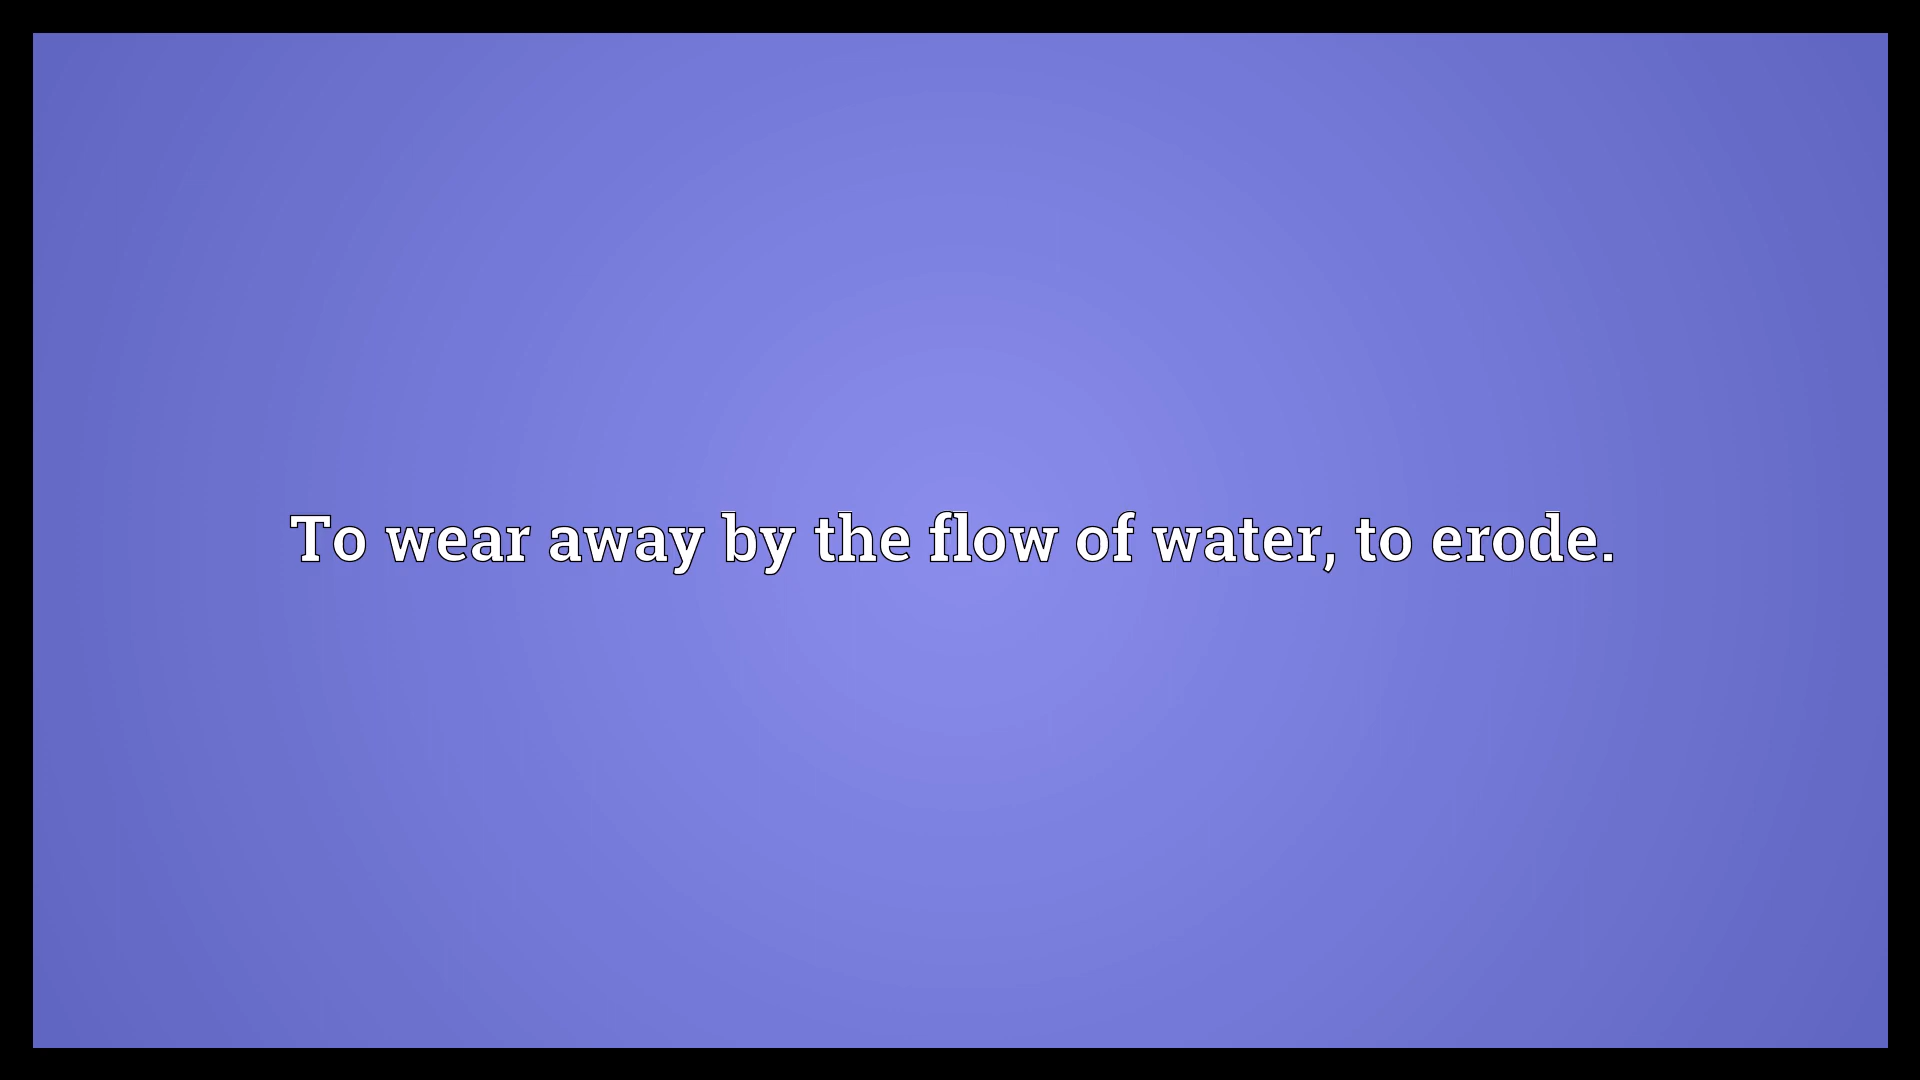 To wear away by the flow of water, to erode.